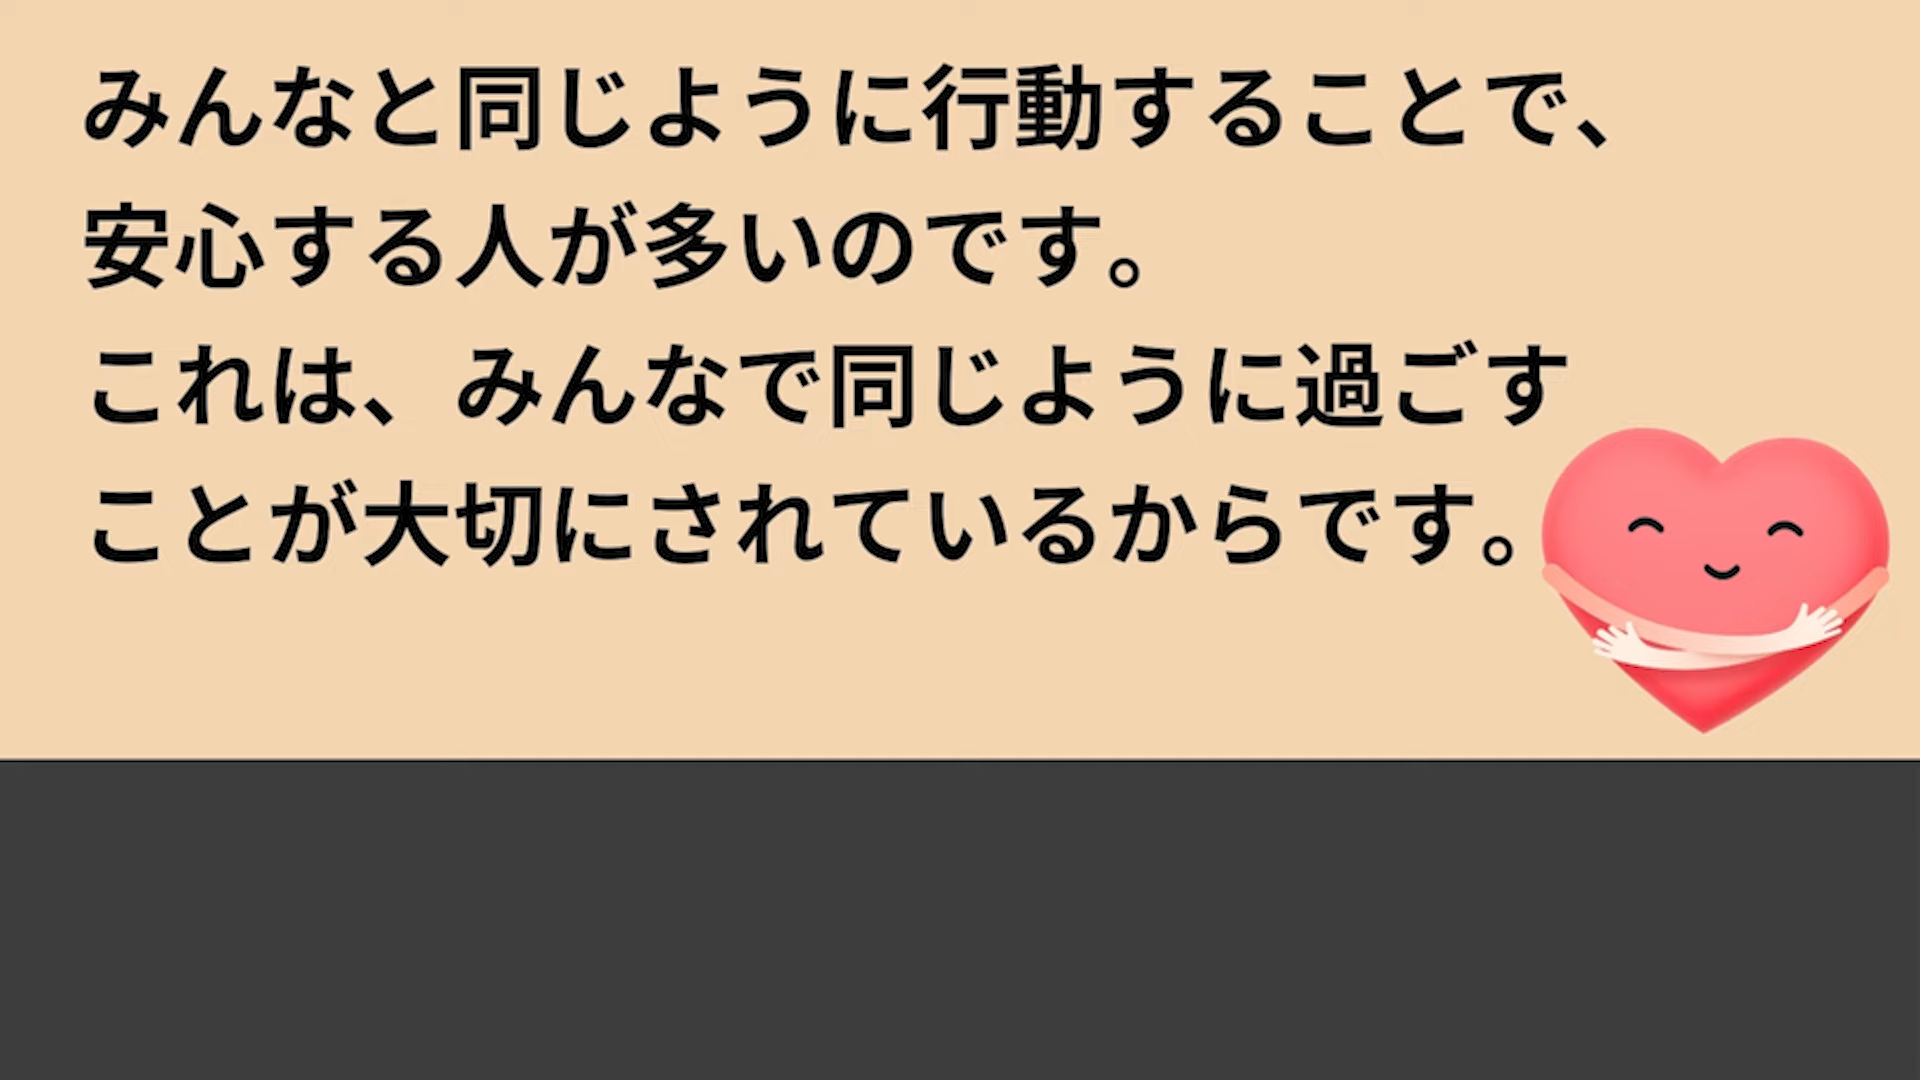 みんなと同じように行動することで、
安心する人が多いのです。
これは、みんなで同じように過ごす
ことが大切にされているからです。